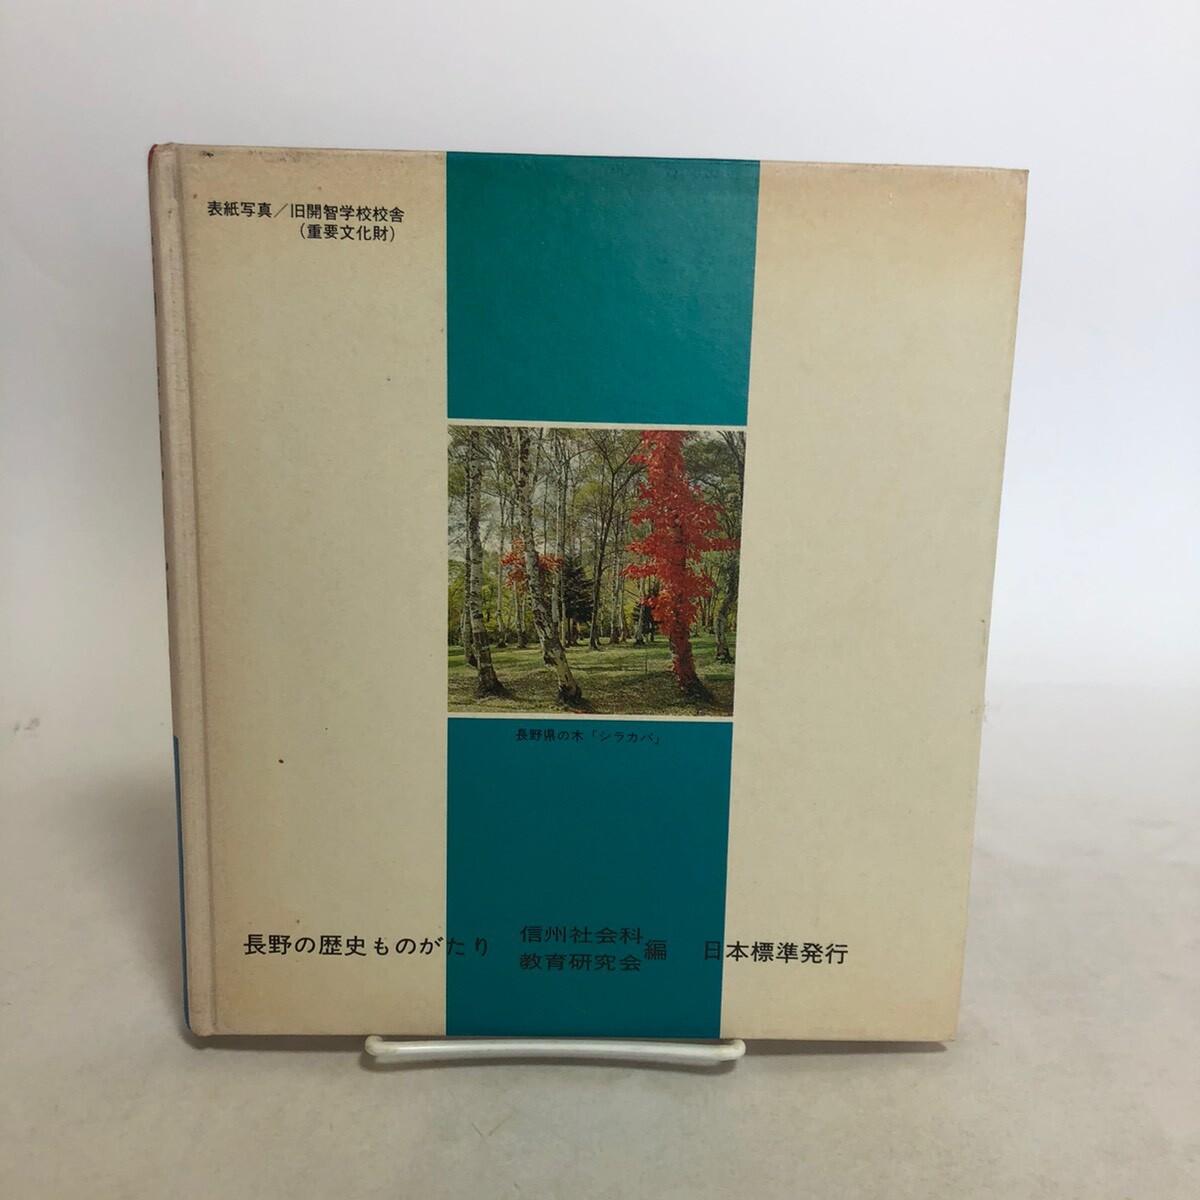 表紙写真／旧開智学校校舎
（重要文化財）
長野県の木「シラカバ」
長野の歴史ものがたり 信州社会科教育研究会 編 日本標準発行